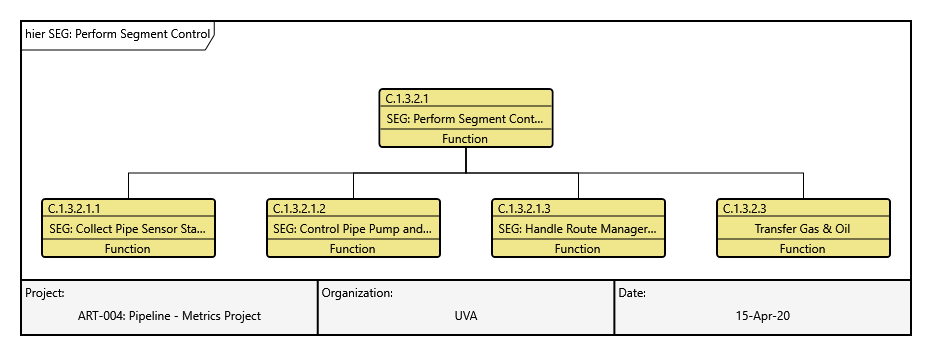 hier SEG: Perform Segment Control
C.1.3.2.1
SEG: Perform Segment Cont...
Function
C.1.3.2.1.1
SEG: Collect Pipe Sensor Sta...
Function
C.1.3.2.1.2
SEG: Control Pipe Pump and...
Function
C.1.3.2.1.3
SEG: Handle Route Manager...
Function
C.1.3.2.3
Transfer Gas & Oil
Function
Project:
ART-004: Pipeline - Metrics Project
Organization:
UVA
Date:
15-Apr-20